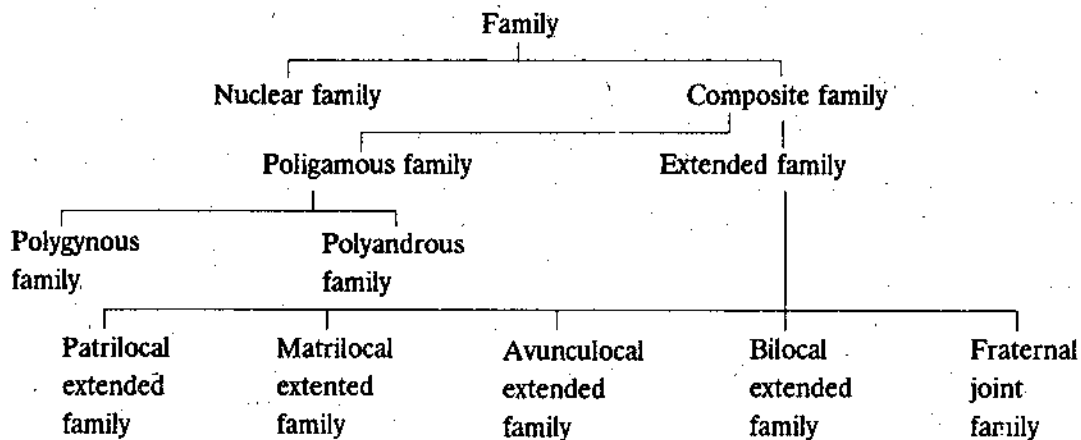 Family
Nuclear family
Composite family
Poligamous family
Extended family
Polygynous
family
Polyandrous
family
Patrilocal
extended
family
Matrilocal
extented
family
Avunculocal
extended
family
Bilocal
extended
family
Fraternal
joint
family